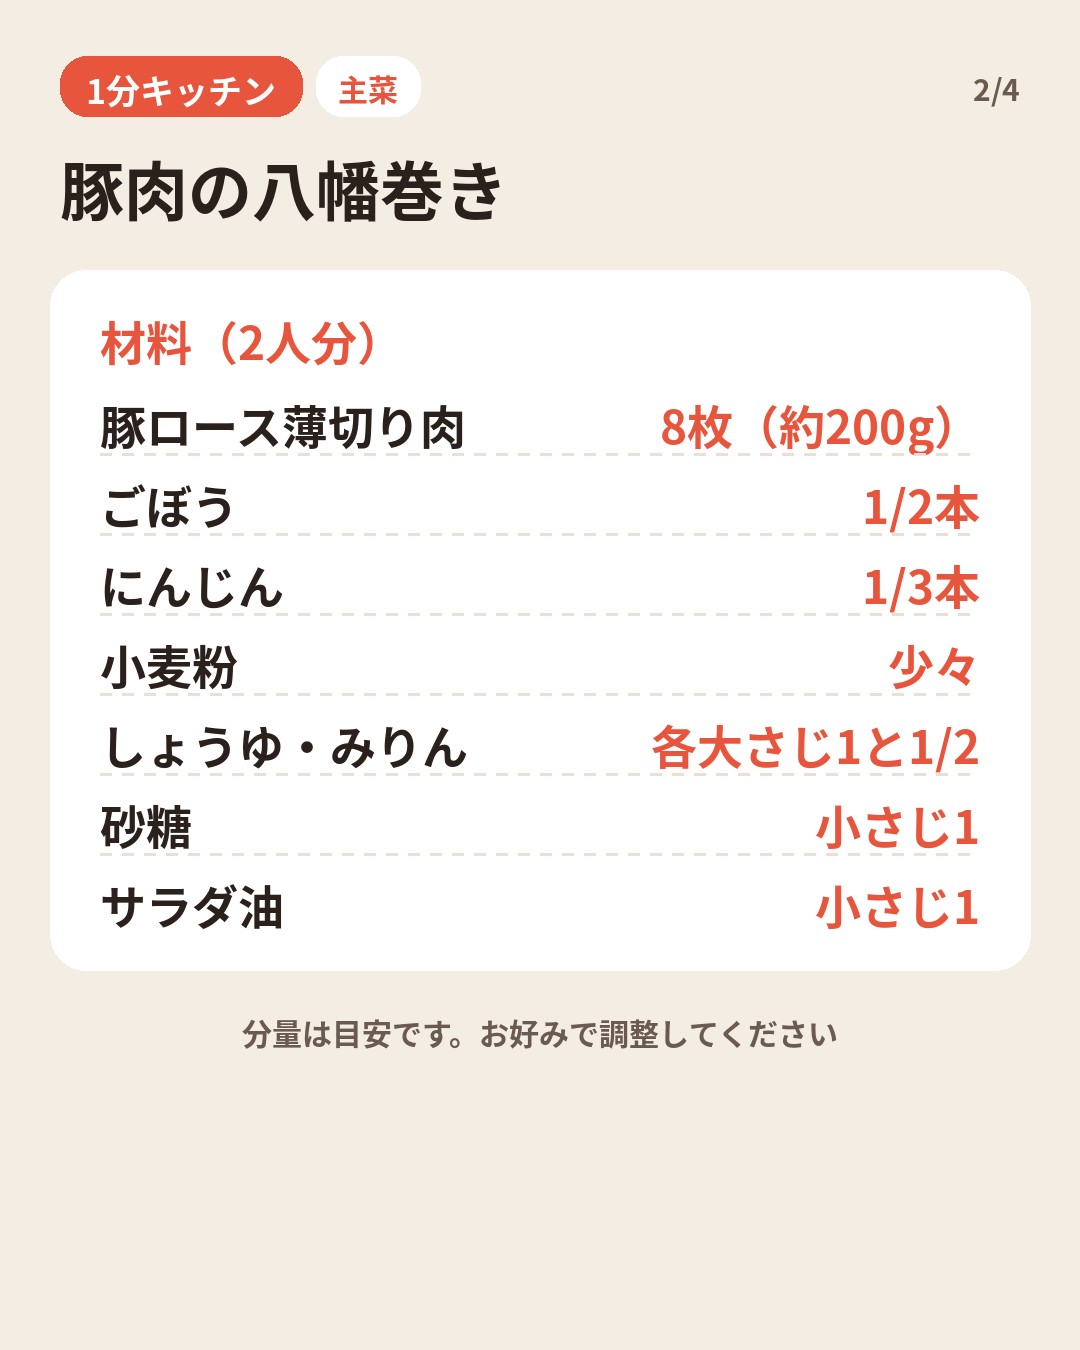 1分キッチン 主菜 2/4
豚肉の八幡巻き
材料（2人分）
豚ロース薄切り肉 8枚（約200g）
ごぼう 1/2本
にんじん 1/3本
小麦粉 少々
しょうゆ・みりん 各大さじ1と1/2
砂糖 小さじ1
サラダ油 小さじ1
分量は目安です。お好みで調整してください